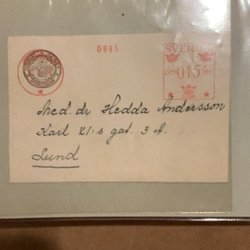 0995
SVERIGE
015
Med. dr Hedda Andersson
Karl XI:s gat. 3 A.
Lund